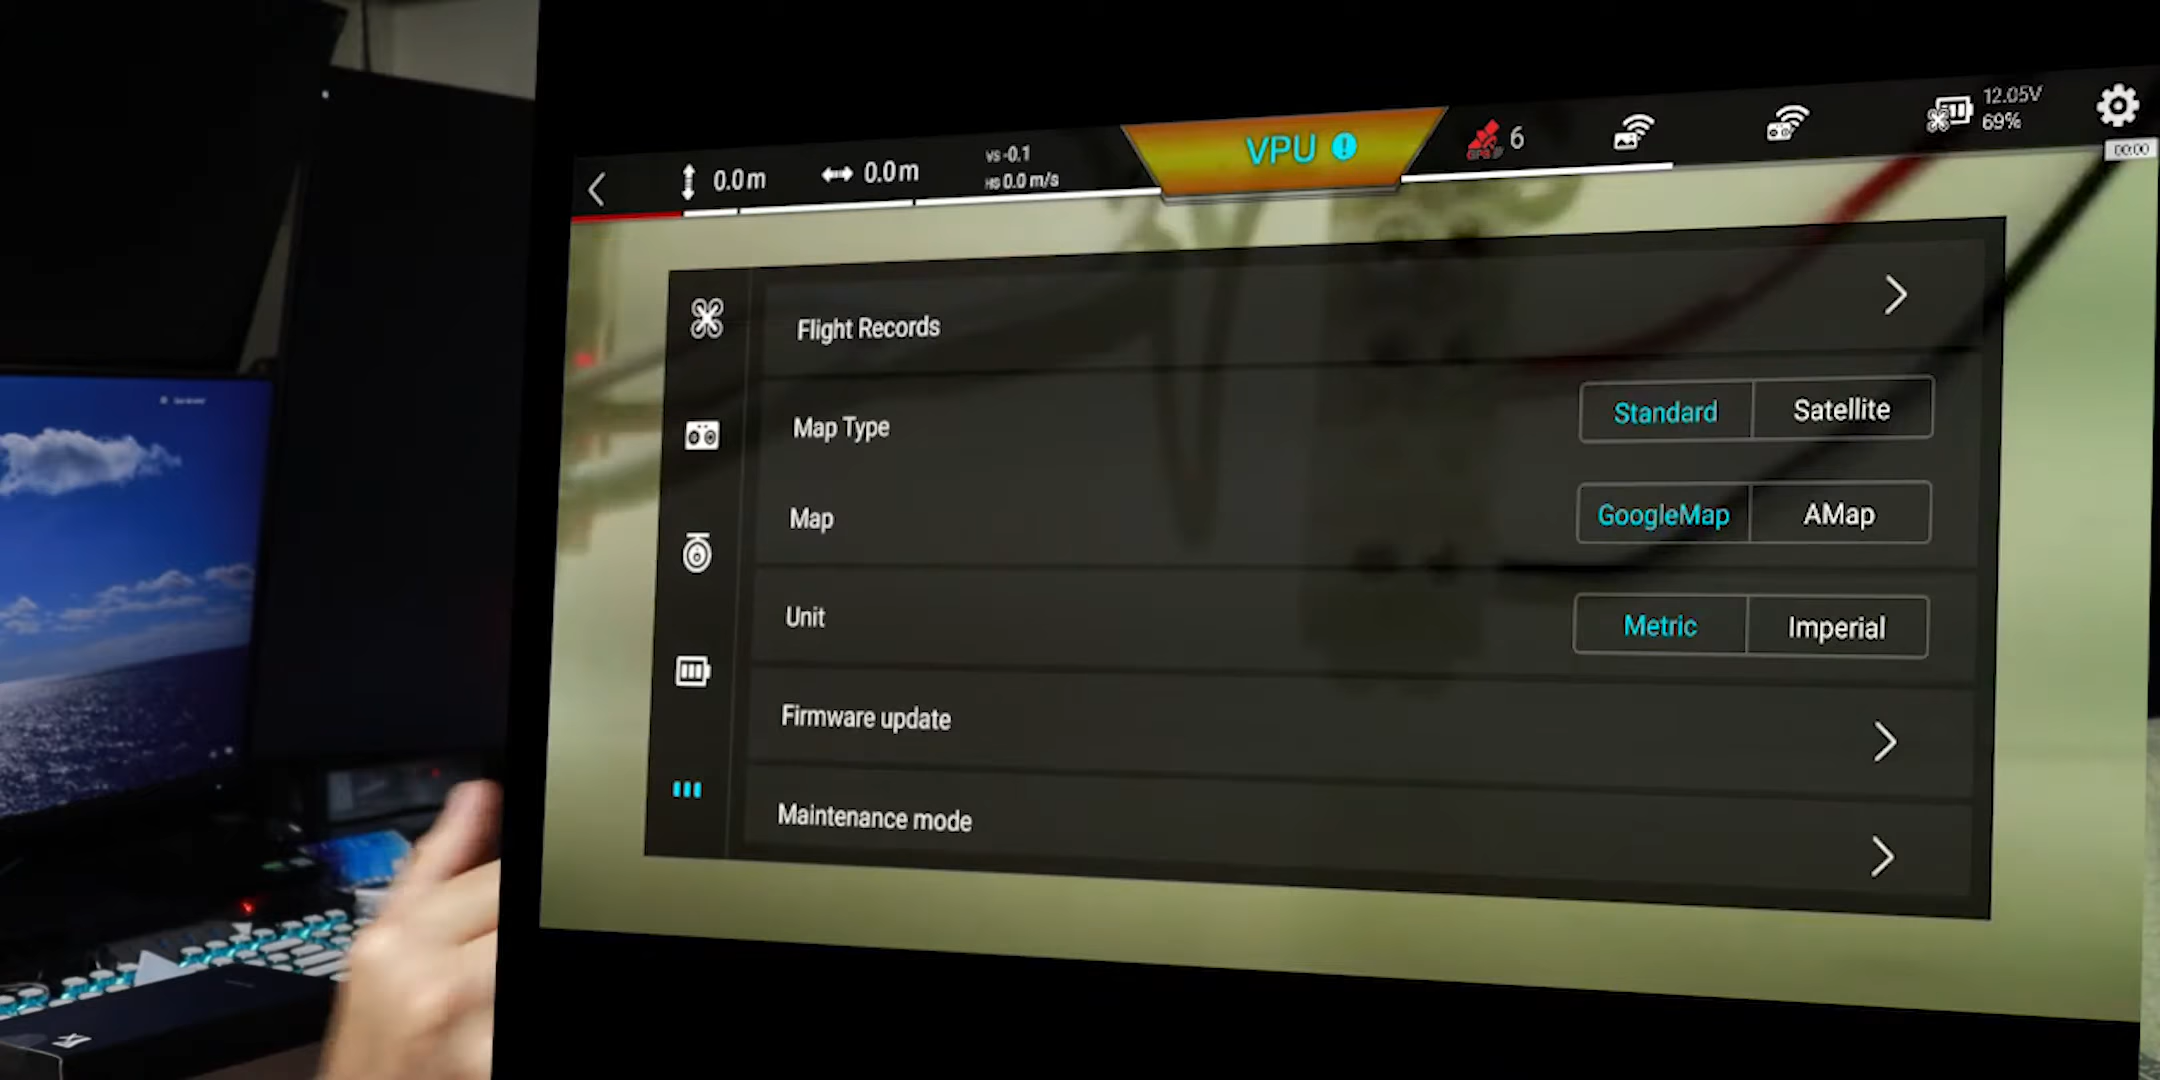 0.0m
0.0m
VS -0.1
HS 0.0 m/s
VPU
GPS
6
12.05V
69%
00:00
Flight Records
Map Type
Standard
Satellite
Map
GoogleMap
AMap
Unit
Metric
Imperial
Firmware update
Maintenance mode